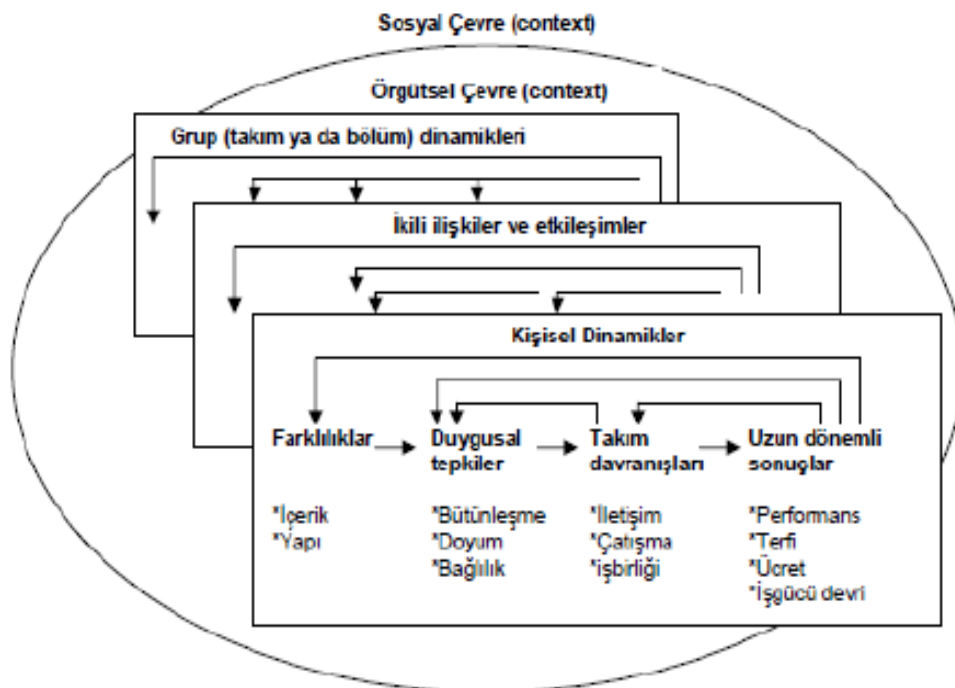 Sosyal Çevre (context)
Örgütsel Çevre (context)
Grup (takım ya da bölüm) dinamikleri
İkili ilişkiler ve etkileşimler
Kişisel Dinamikler
Farklılıklar
*İçerik
*Yapı
Duygusal
tepkiler
*Bütünleşme
*Doyum
*Bağlılık
Takım
davranışları
*İletişim
*Çatışma
*işbirliği
Uzun dönemli
sonuçlar
*Performans
*Terfi
*Ücret
*İşgücü devri